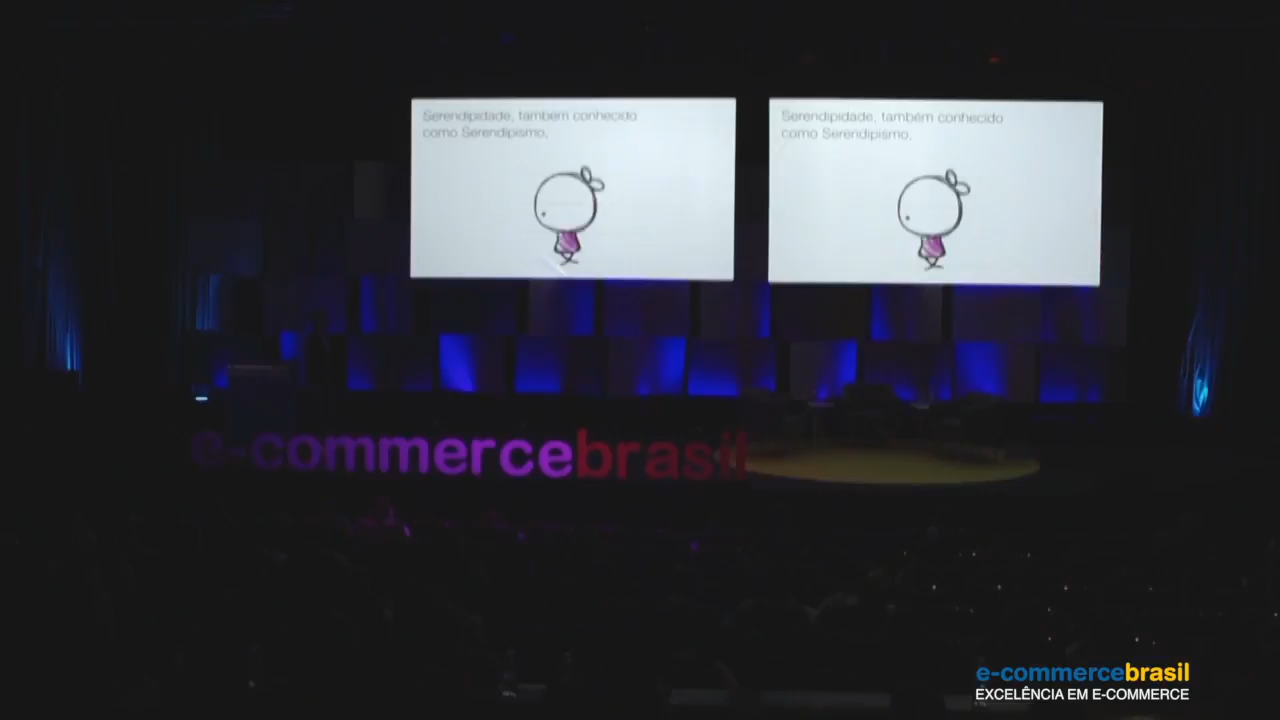 Serendipidade, também conhecido
como Serendipismo,
Serendipidade, também conhecido
como Serendipismo,
e-commercebrasil
e-commercebrasil
EXCELÊNCIA EM E-COMMERCE